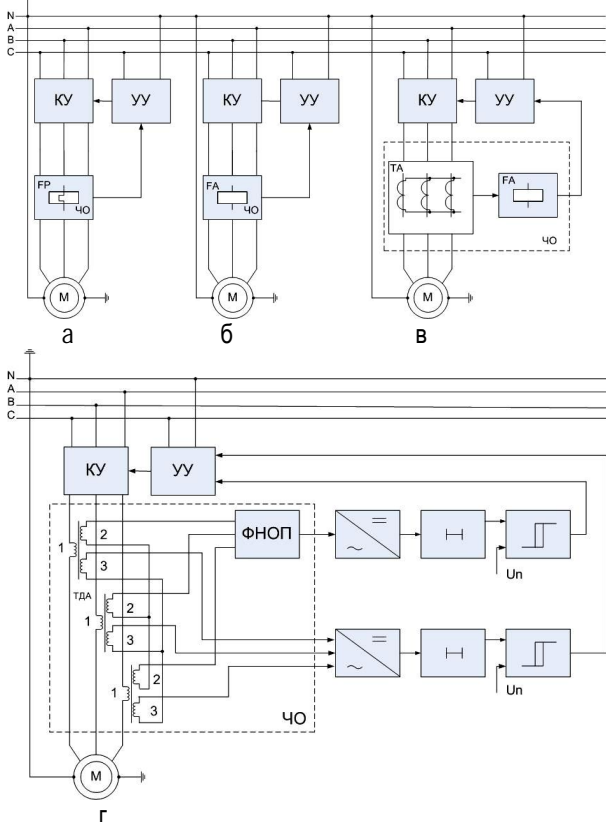 N
A
B
C
КУ
УУ
КУ
УУ
КУ
УУ
FP
ЧО
FA
ЧО
TA
FA
ЧО
М
М
М
а
б
в
N
A
B
C
КУ
УУ
1
2
3
ТДА
1
2
3
1
2
3
ФНОП
=
~
Un
=
~
Un
ЧО
М
г